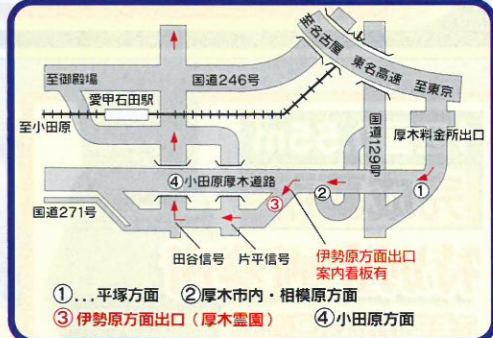 至名古屋
東名高速
至東京
至御殿場
国道246号
愛甲石田駅
至小田原
国道129号
厚木料金所出口
④小田原厚木道路
①
②
③
国道271号
田谷信号
片平信号
伊勢原方面出口
案内看板有
①...平塚方面 ②厚木市内・相模原方面
③伊勢原方面出口（厚木霊園） ④小田原方面